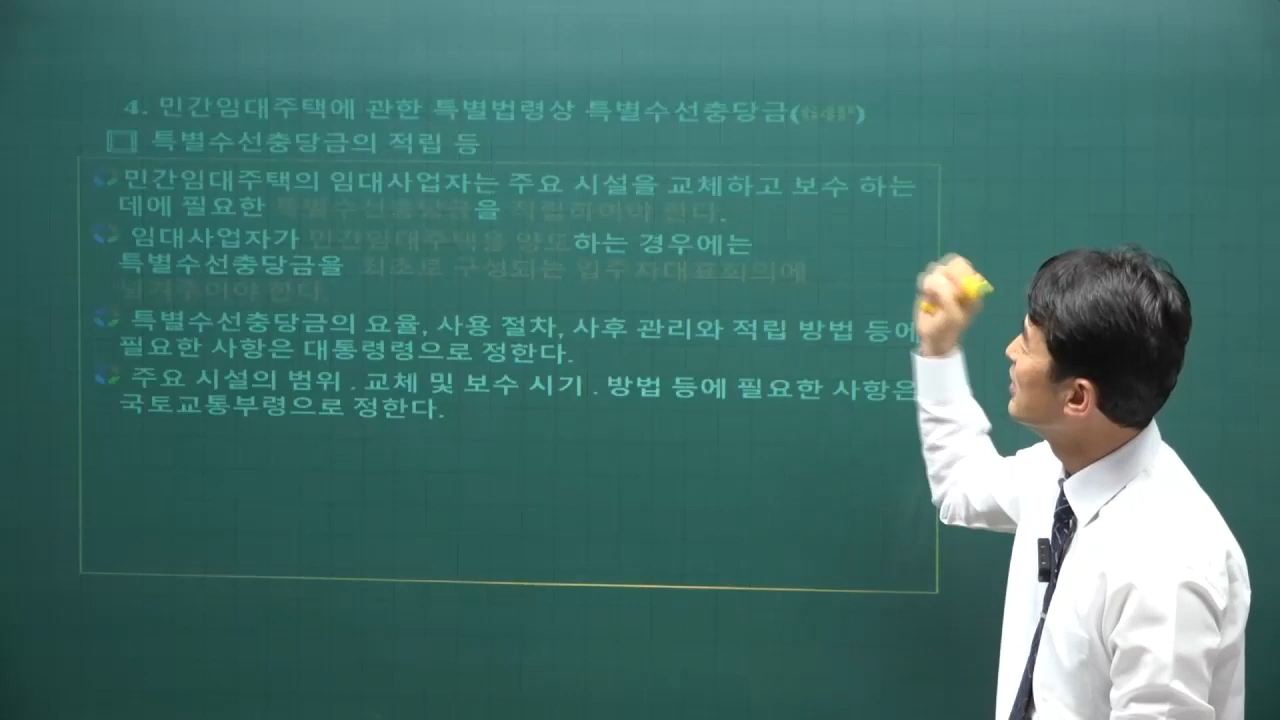 4. 민간임대주택에 관한 특별법령상 특별수선충당금(64P)
특별수선충당금의 적립 등
민간임대주택의 임대사업자는 주요 시설을 교체하고 보수 하는
데에 필요한 특별수선충당금을 적립하여야 한다.
임대사업자가 민간임대주택을 양도하는 경우에는
특별수선충당금을 최초로 구성되는 입주자대표회의에
넘겨주어야 한다.
특별수선충당금의 요율, 사용 절차, 사후 관리와 적립 방법 등에
필요한 사항은 대통령령으로 정한다.
주요 시설의 범위 . 교체 및 보수 시기 . 방법 등에 필요한 사항은
국토교통부령으로 정한다.